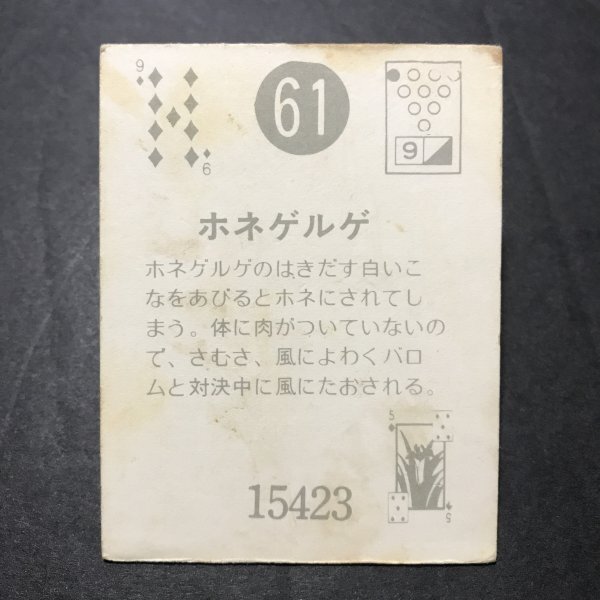 9
61
9
6
ホネゲルゲ
ホネゲルゲのはきだす白いこ
なをあびるとホネにされてし
まう。体に肉がついていないの
で、さむさ、風によわくバロ
ムと対決中に風にたおされる。
5
15423
5